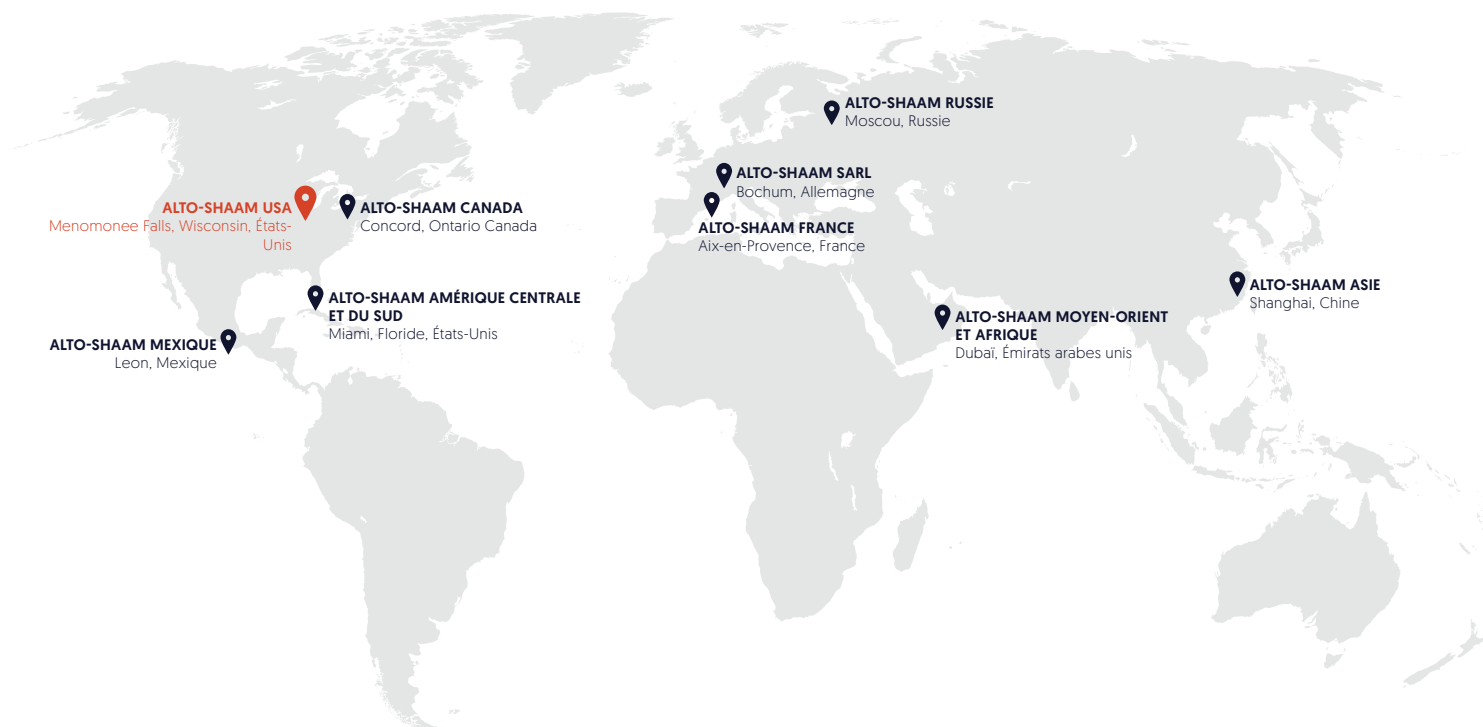 ALTO-SHAAM RUSSIE
Moscou, Russie
ALTO-SHAAM SARL
Bochum, Allemagne
ALTO-SHAAM USA
Menomonee Falls, Wisconsin, États-
Unis
ALTO-SHAAM CANADA
Concord, Ontario Canada
ALTO-SHAAM FRANCE
Aix-en-Provence, France
ALTO-SHAAM AMÉRIQUE CENTRALE
ET DU SUD
Miami, Floride, États-Unis
ALTO-SHAAM ASIE
Shanghai, Chine
ALTO-SHAAM MOYEN-ORIENT
ET AFRIQUE
Dubaï, Émirats arabes unis
ALTO-SHAAM MEXIQUE
Leon, Mexique